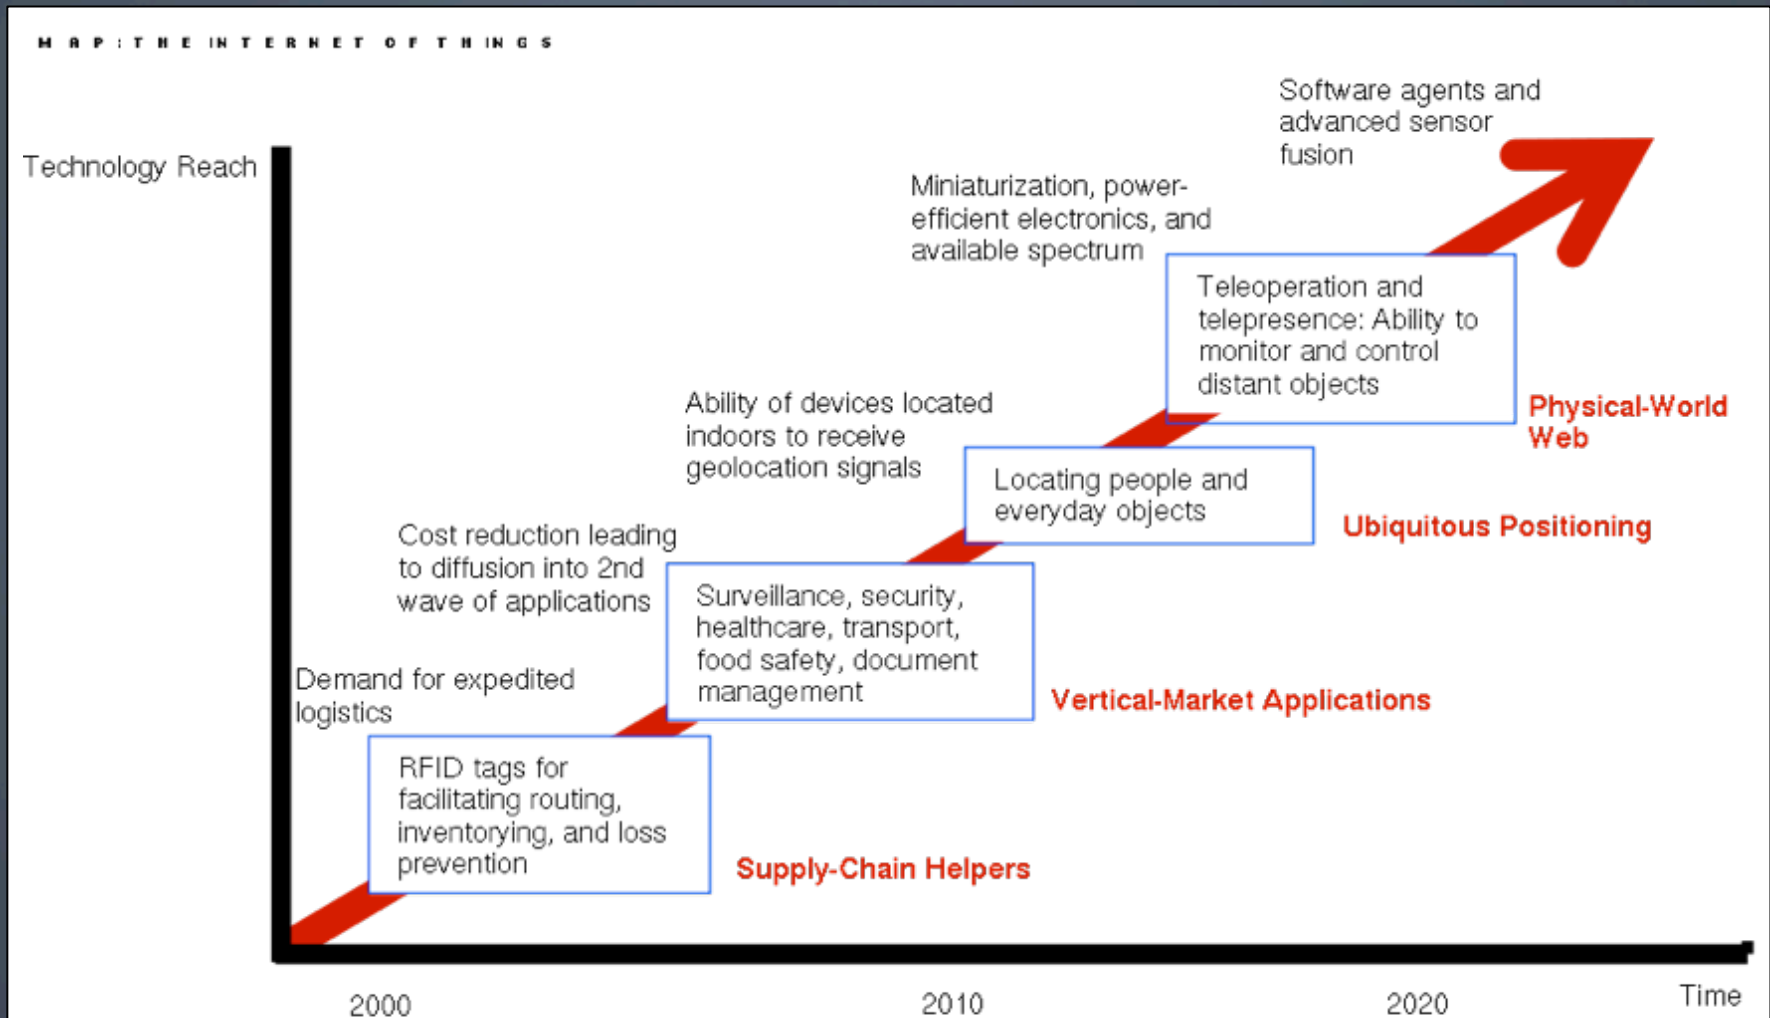 MAP: THE INTERNET OF THINGS
Technology Reach
Software agents and
advanced sensor
fusion
Miniaturization, power-
efficient electronics, and
available spectrum
Teleoperation and
telepresence: Ability to
monitor and control
distant objects
Physical-World
Web
Ability of devices located
indoors to receive
geolocation signals
Locating people and
everyday objects
Ubiquitous Positioning
Cost reduction leading
to diffusion into 2nd
wave of applications
Surveillance, security,
healthcare, transport,
food safety, document
management
Vertical-Market Applications
Demand for expedited
logistics
RFID tags for
facilitating routing,
inventorying, and loss
prevention
Supply-Chain Helpers
2000
2010
2020
Time